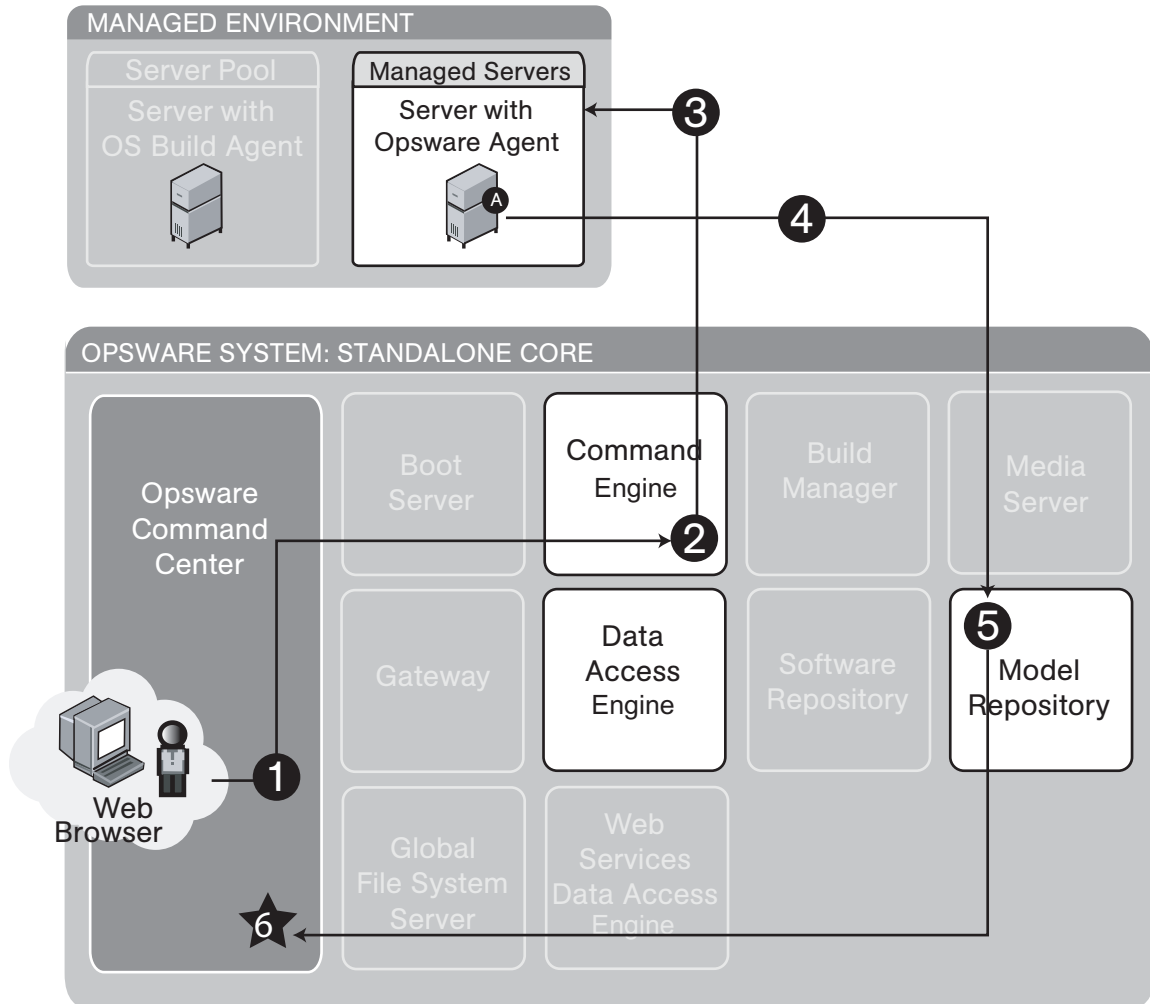 MANAGED ENVIRONMENT
Server Pool
Server with
OS Build Agent
Managed Servers
Server with
Opsware Agent
A
3
4
OPSWARE SYSTEM: STANDALONE CORE
Opsware
Command
Center
Boot
Server
Command
Engine
2
Build
Manager
Media
Server
Gateway
Data
Access
Engine
Software
Repository
5
Model
Repository
1
Web
Browser
Global
File System
Server
Web
Services
Data Access
Engine
6